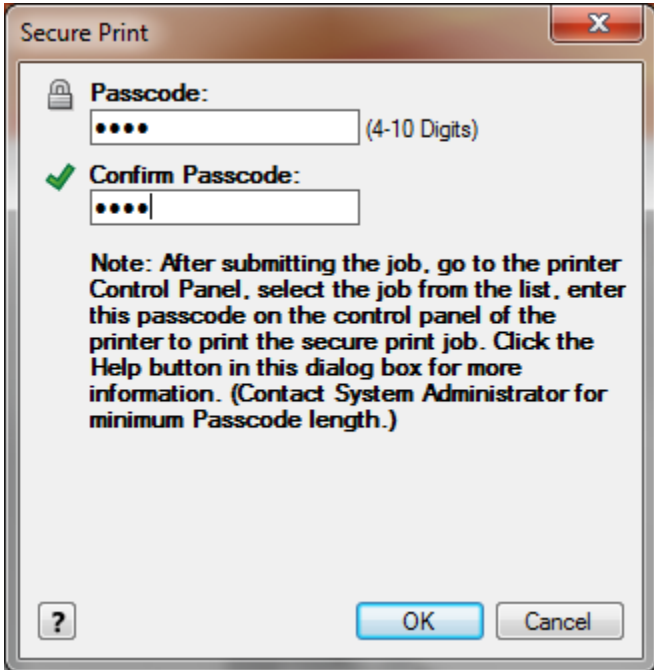 Secure Print
Passcode:
•••• (4-10 Digits)
Confirm Passcode:
••••
Note: After submitting the job, go to the printer
Control Panel, select the job from the list, enter
this passcode on the control panel of the
printer to print the secure print job. Click the
Help button in this dialog box for more
information. (Contact System Administrator for
minimum Passcode length.)
? OK Cancel